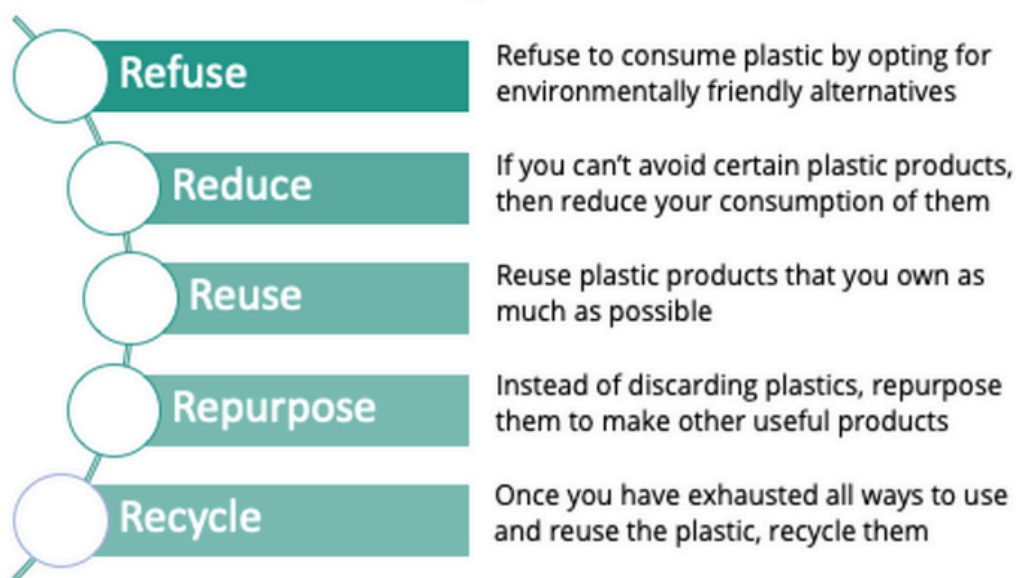 Refuse
Refuse to consume plastic by opting for
environmentally friendly alternatives
Reduce
If you can't avoid certain plastic products,
then reduce your consumption of them
Reuse
Reuse plastic products that you own as
much as possible
Repurpose
Instead of discarding plastics, repurpose
them to make other useful products
Recycle
Once you have exhausted all ways to use
and reuse the plastic, recycle them